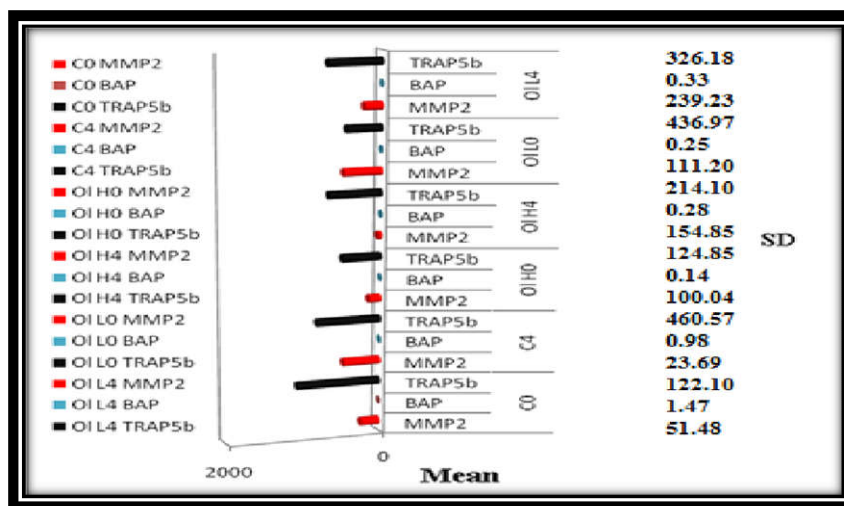 C0 MMP2
C0 BAP
C0 TRAP5b
C4 MMP2
C4 BAP
C4 TRAP5b
OI H0 MMP2
OI H0 BAP
OI H0 TRAP5b
OI H4 MMP2
OI H4 BAP
OI H4 TRAP5b
OI L0 MMP2
OI L0 BAP
OI L0 TRAP5b
OI L4 MMP2
OI L4 BAP
OI L4 TRAP5b
2000
0
Mean
TRAP5b
BAP
MMP2
OI L4
TRAP5b
BAP
MMP2
OI L0
TRAP5b
BAP
MMP2
OI H4
TRAP5b
BAP
MMP2
OI H0
TRAP5b
BAP
MMP2
C4
TRAP5b
BAP
MMP2
C0
326.18
0.33
239.23
436.97
0.25
111.20
214.10
0.28
154.85
124.85
0.14
100.04
460.57
0.98
23.69
122.10
1.47
51.48
SD